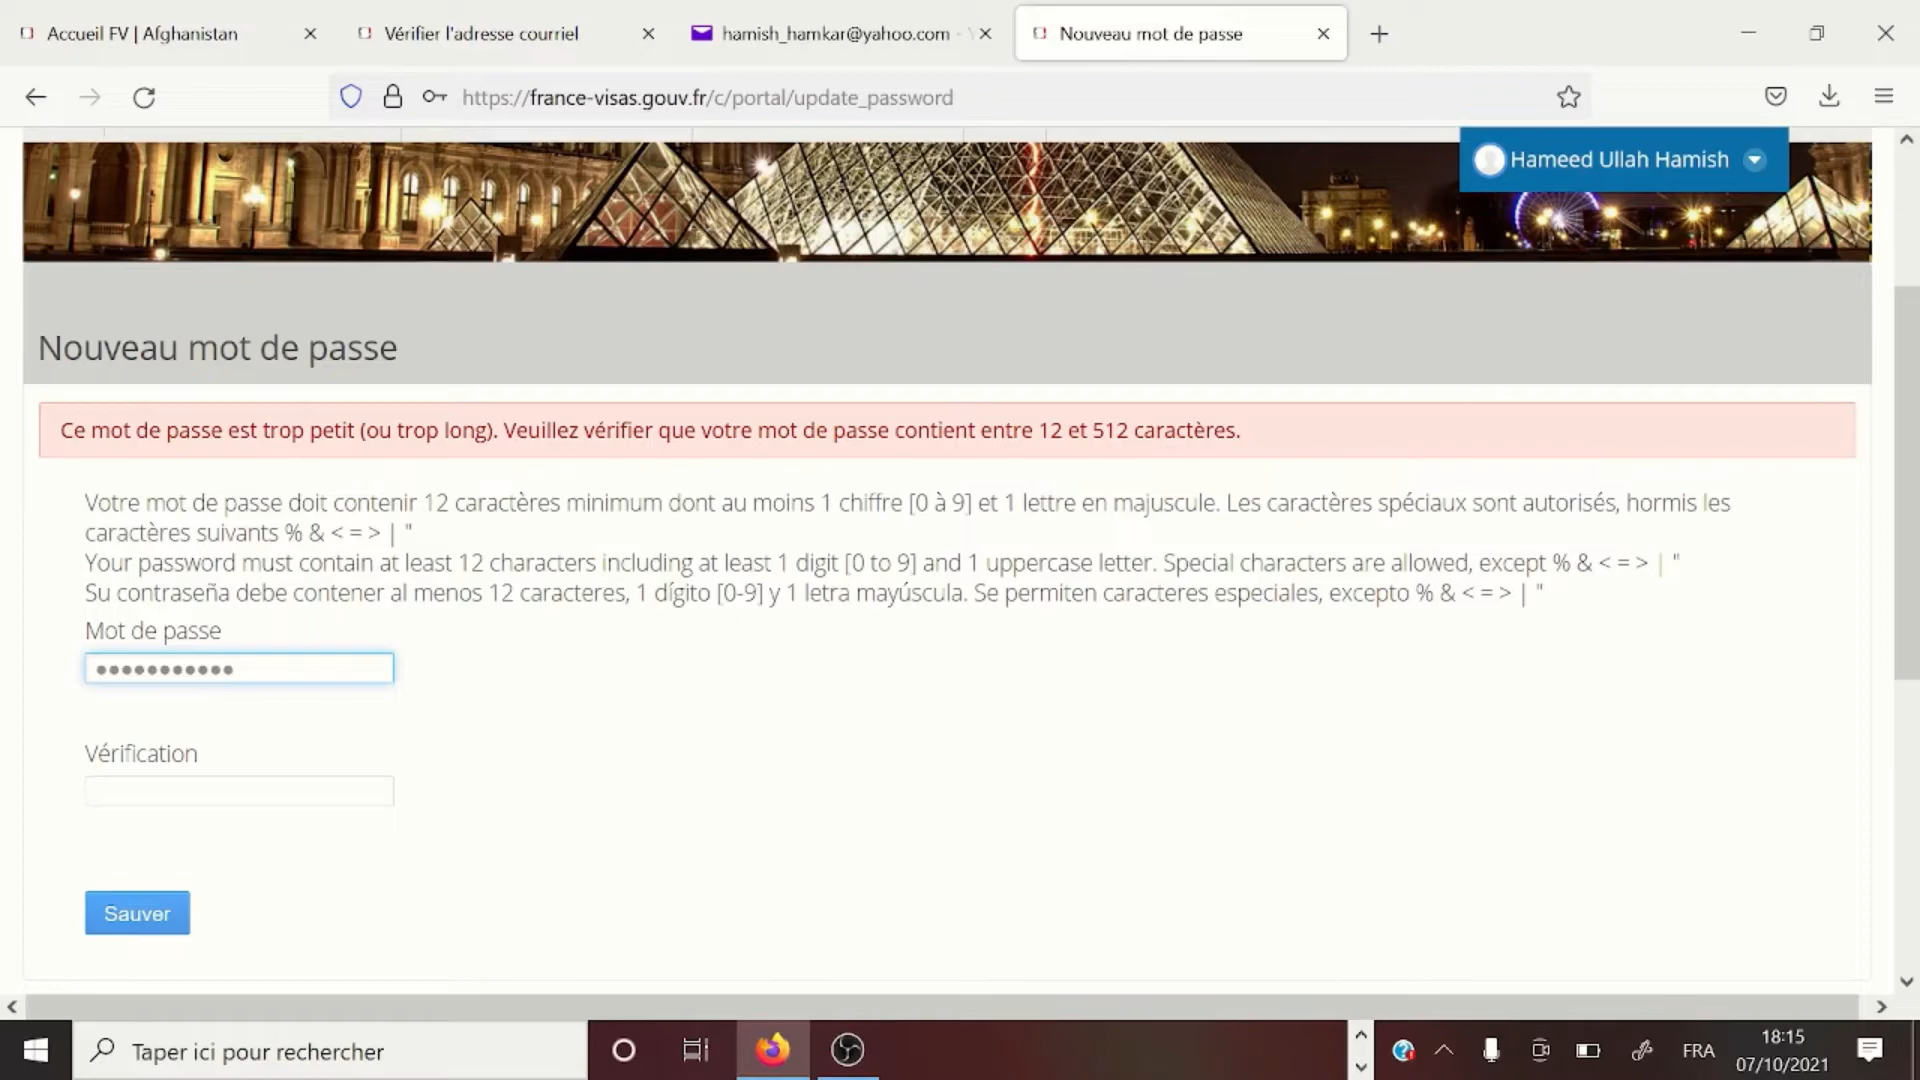 Accueil FV | Afghanistan
Vérifier l'adresse courriel
hamish_hamkar@yahoo.com -
Nouveau mot de passe
https://france-visas.gouv.fr/c/portal/update_password
Hameed Ullah Hamish
Nouveau mot de passe
Ce mot de passe est trop petit (ou trop long). Veuillez vérifier que votre mot de passe contient entre 12 et 512 caractères.
Votre mot de passe doit contenir 12 caractères minimum dont au moins 1 chiffre [0 à 9] et 1 lettre en majuscule. Les caractères spéciaux sont autorisés, hormis les
caractères suivants % & < = > | "
Your password must contain at least 12 characters including at least 1 digit [0 to 9] and 1 uppercase letter. Special characters are allowed, except % & < = > | "
Su contraseña debe contener al menos 12 caracteres, 1 dígito [0-9] y 1 letra mayúscula. Se permiten caracteres especiales, excepto % & < = > | "
Mot de passe
Vérification
Sauver
Taper ici pour rechercher
FRA
18:15
07/10/2021